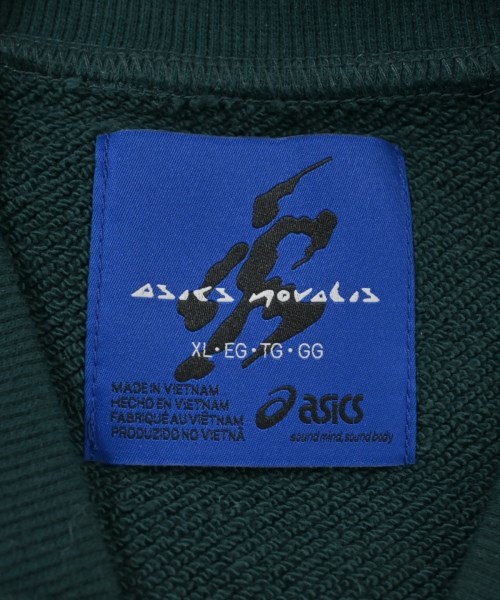 asics novalis
XL·EG·TG·GG
MADE IN VIETNAM
HECHO EN VIETNAM
FABRIQUÉ AU VIÊTNAM
PRODUZIDO NO VIETNÃ
asics
sound mind, sound body